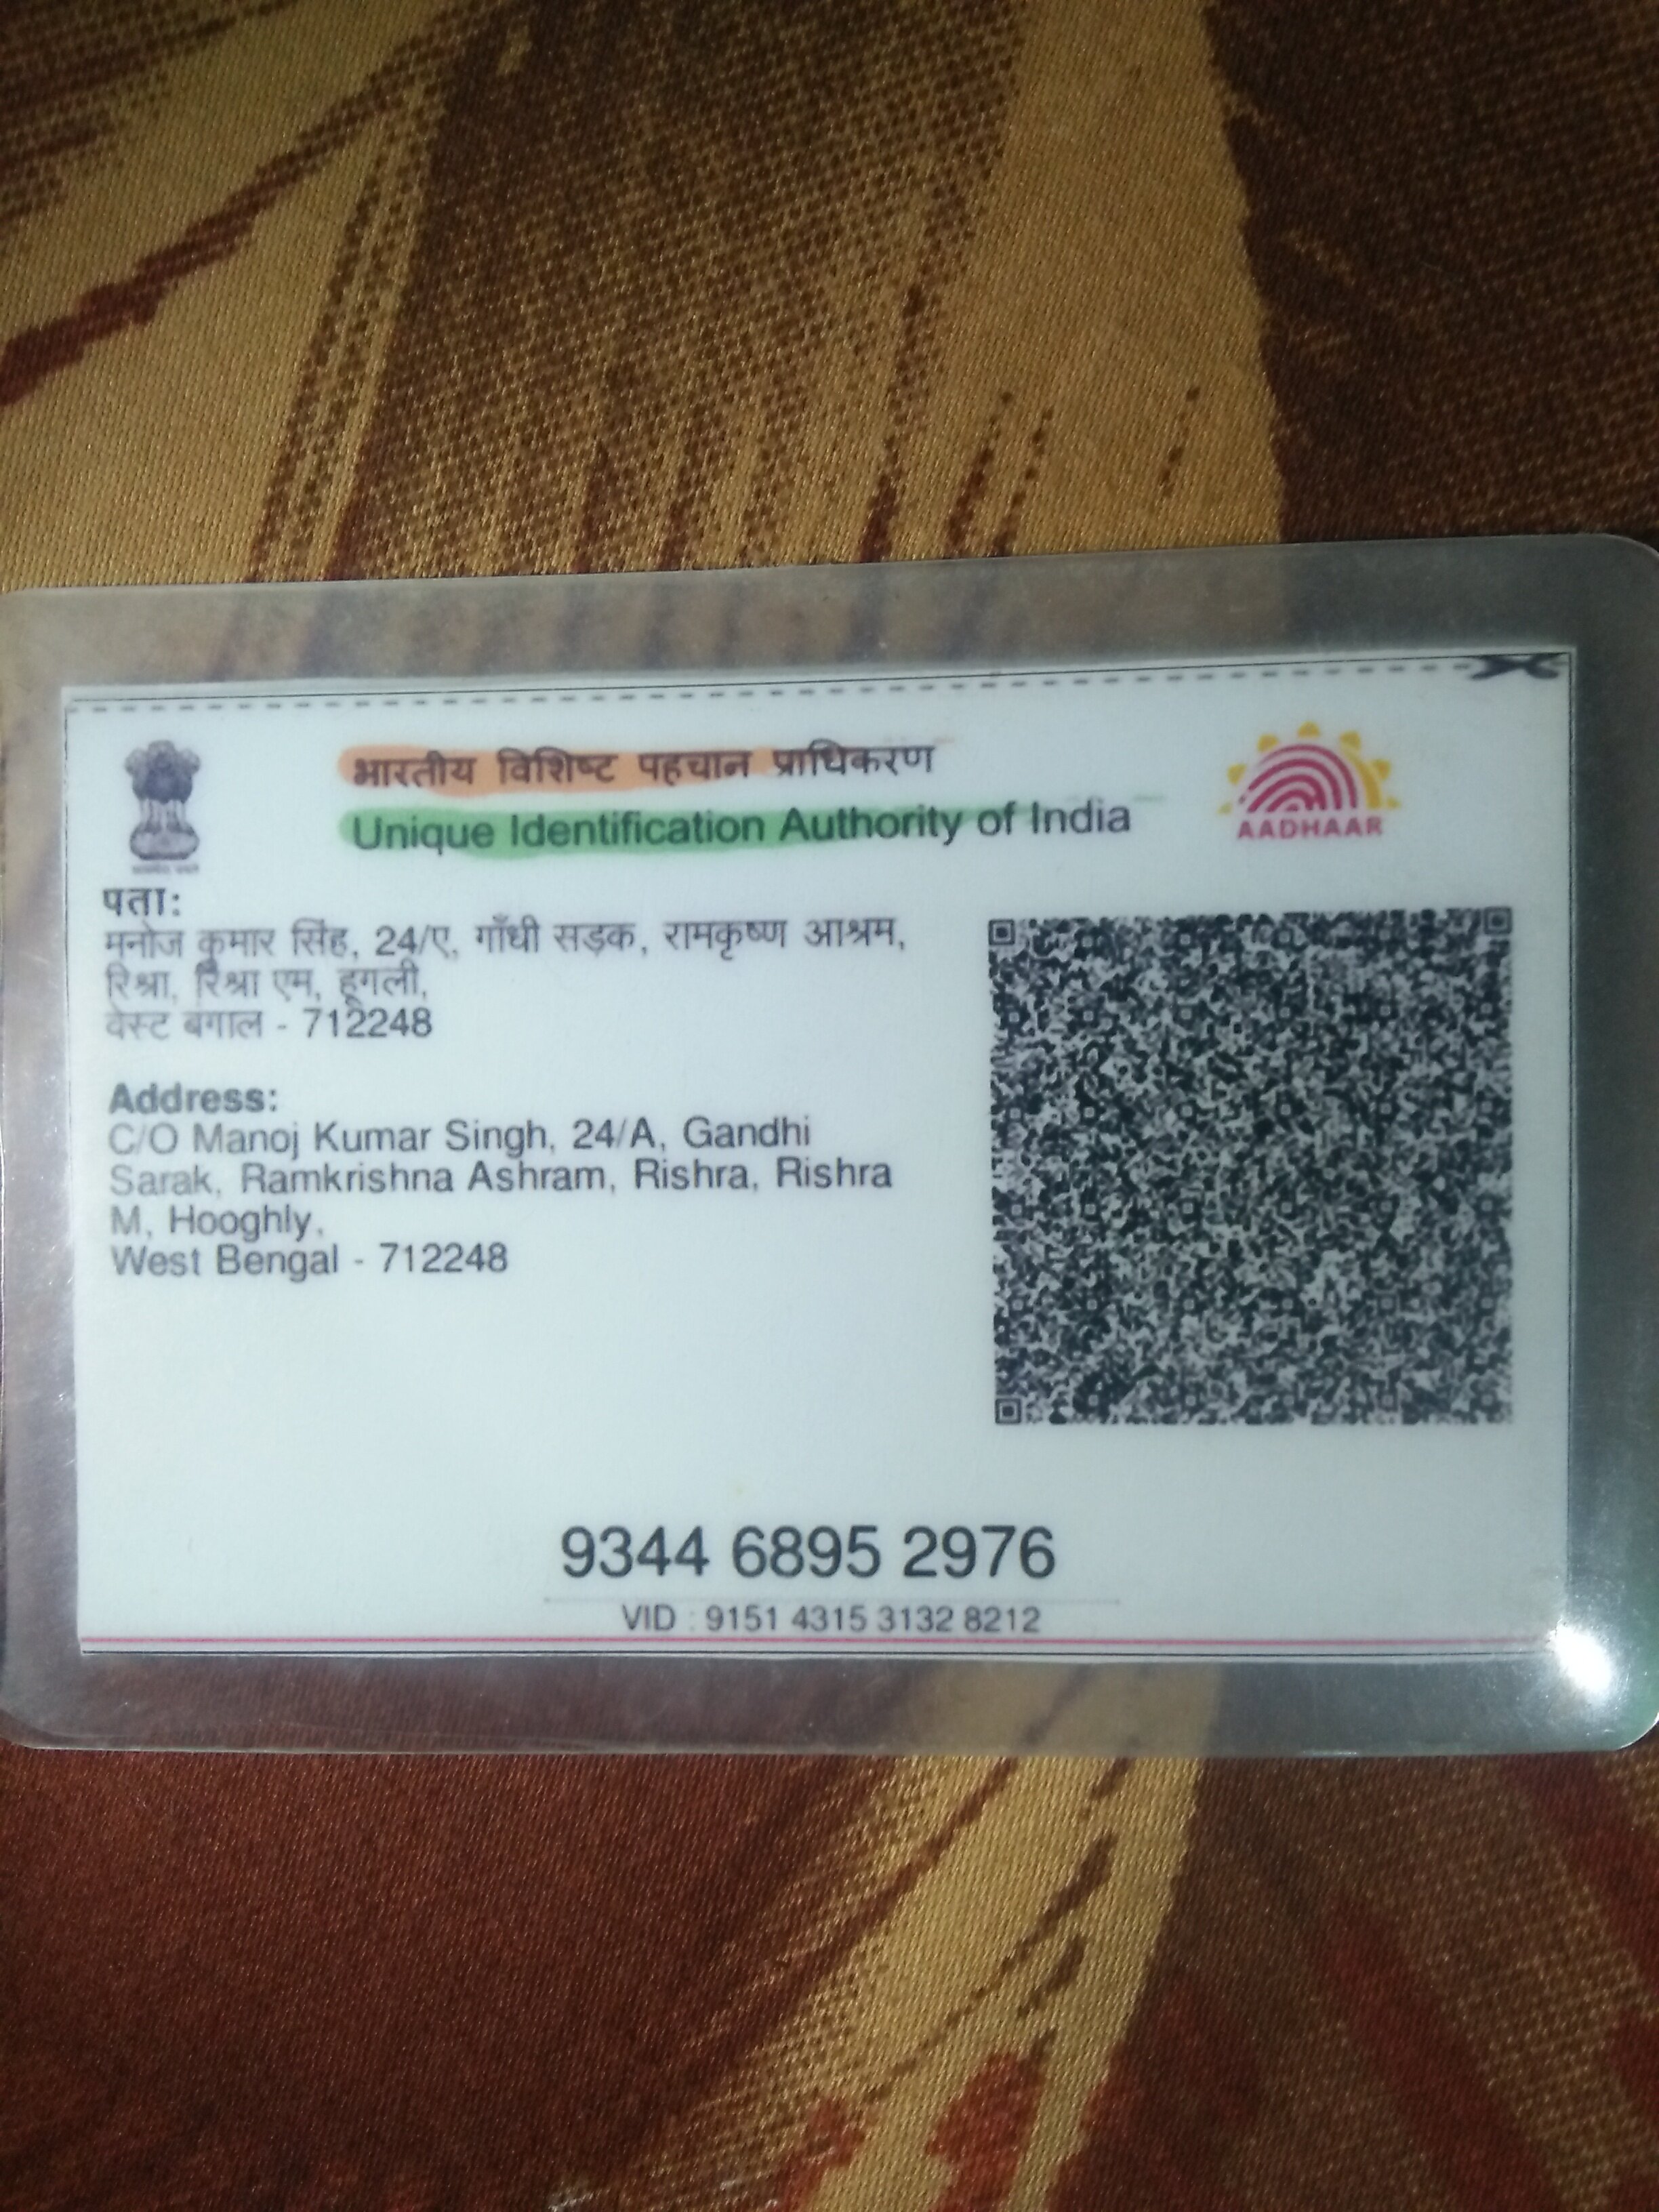 भारतीय विशिष्ट पहचान प्राधिकरण
Unique Identification Authority of India
AADHAAR
पता:
मनोज कुमार सिंह, 24/ए, गाँधी सड़क, रामकृष्ण आश्रम,
रिश्रा, रिश्रा एम, हूगली,
वेस्ट बंगाल - 712248
Address:
C/O Manoj Kumar Singh, 24/A, Gandhi
Sarak, Ramkrishna Ashram, Rishra, Rishra
M, Hooghly,
West Bengal - 712248
9344 6895 2976
VID : 9151 4315 3132 8212